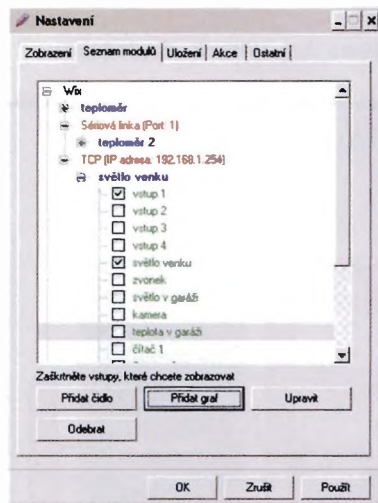 Nastavení
Zobrazení Seznam modulů Uložení Akce Ostatní
Wix
teploměr
Sériová linka (Port 1)
teploměr 2
TCP (IP adresa: 192.168.1.254)
světlo venku
vstup 1
vstup 2
vstup 3
vstup 4
světlo venku
zvonek
světlo v garáži
kamera
teplota v garáži
čítač 1
Zaškrtněte vstupy, které chcete zobrazovat
Přidat čidlo Přidat graf Upravit
Odebrat
OK Zrušit Použít